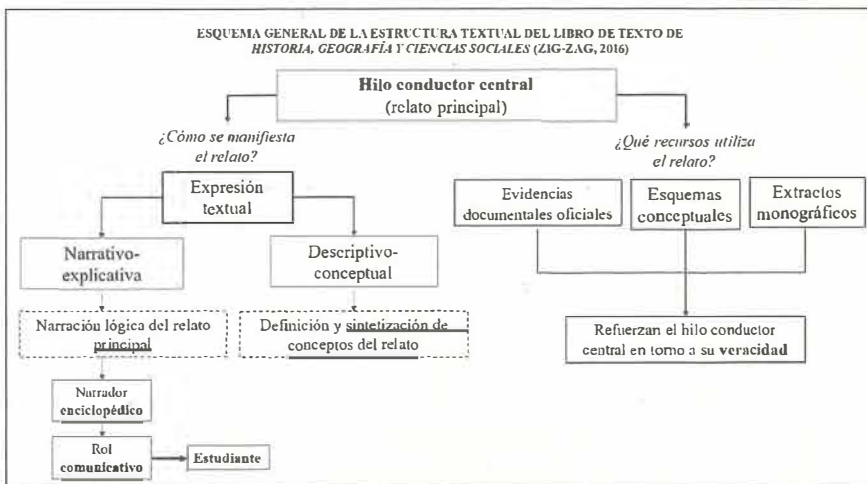 ESQUEMA GENERAL DE LA ESTRUCTURA TEXTUAL DEL LIBRO DE TEXTO DE
HISTORIA, GEOGRAFÍA Y CIENCIAS SOCIALES (ZIG-ZAG, 2016)
Hilo conductor central
(relato principal)
¿Cómo se manifiesta
el relato?
¿Qué recursos utiliza
el relato?
Expresión
textual
Evidencias
documentales oficiales
Esquemas
conceptuales
Extractos
monográficos
Narrativo-
explicativa
Descriptivo-
conceptual
Narración lógica del relato
principal
Definición y sintetización de
conceptos del relato
Refuerzan el hilo conductor
central en torno a su veracidad
Narrador
enciclopédico
Rol
comunicativo
Estudiante